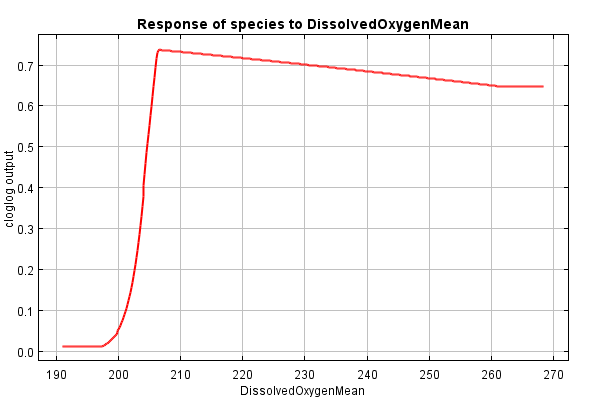 Response of species to DissolvedOxygenMean
cloglog output
0.7
0.6
0.5
0.4
0.3
0.2
0.1
0.0
190 200 210 220 230 240 250 260 270
DissolvedOxygenMean